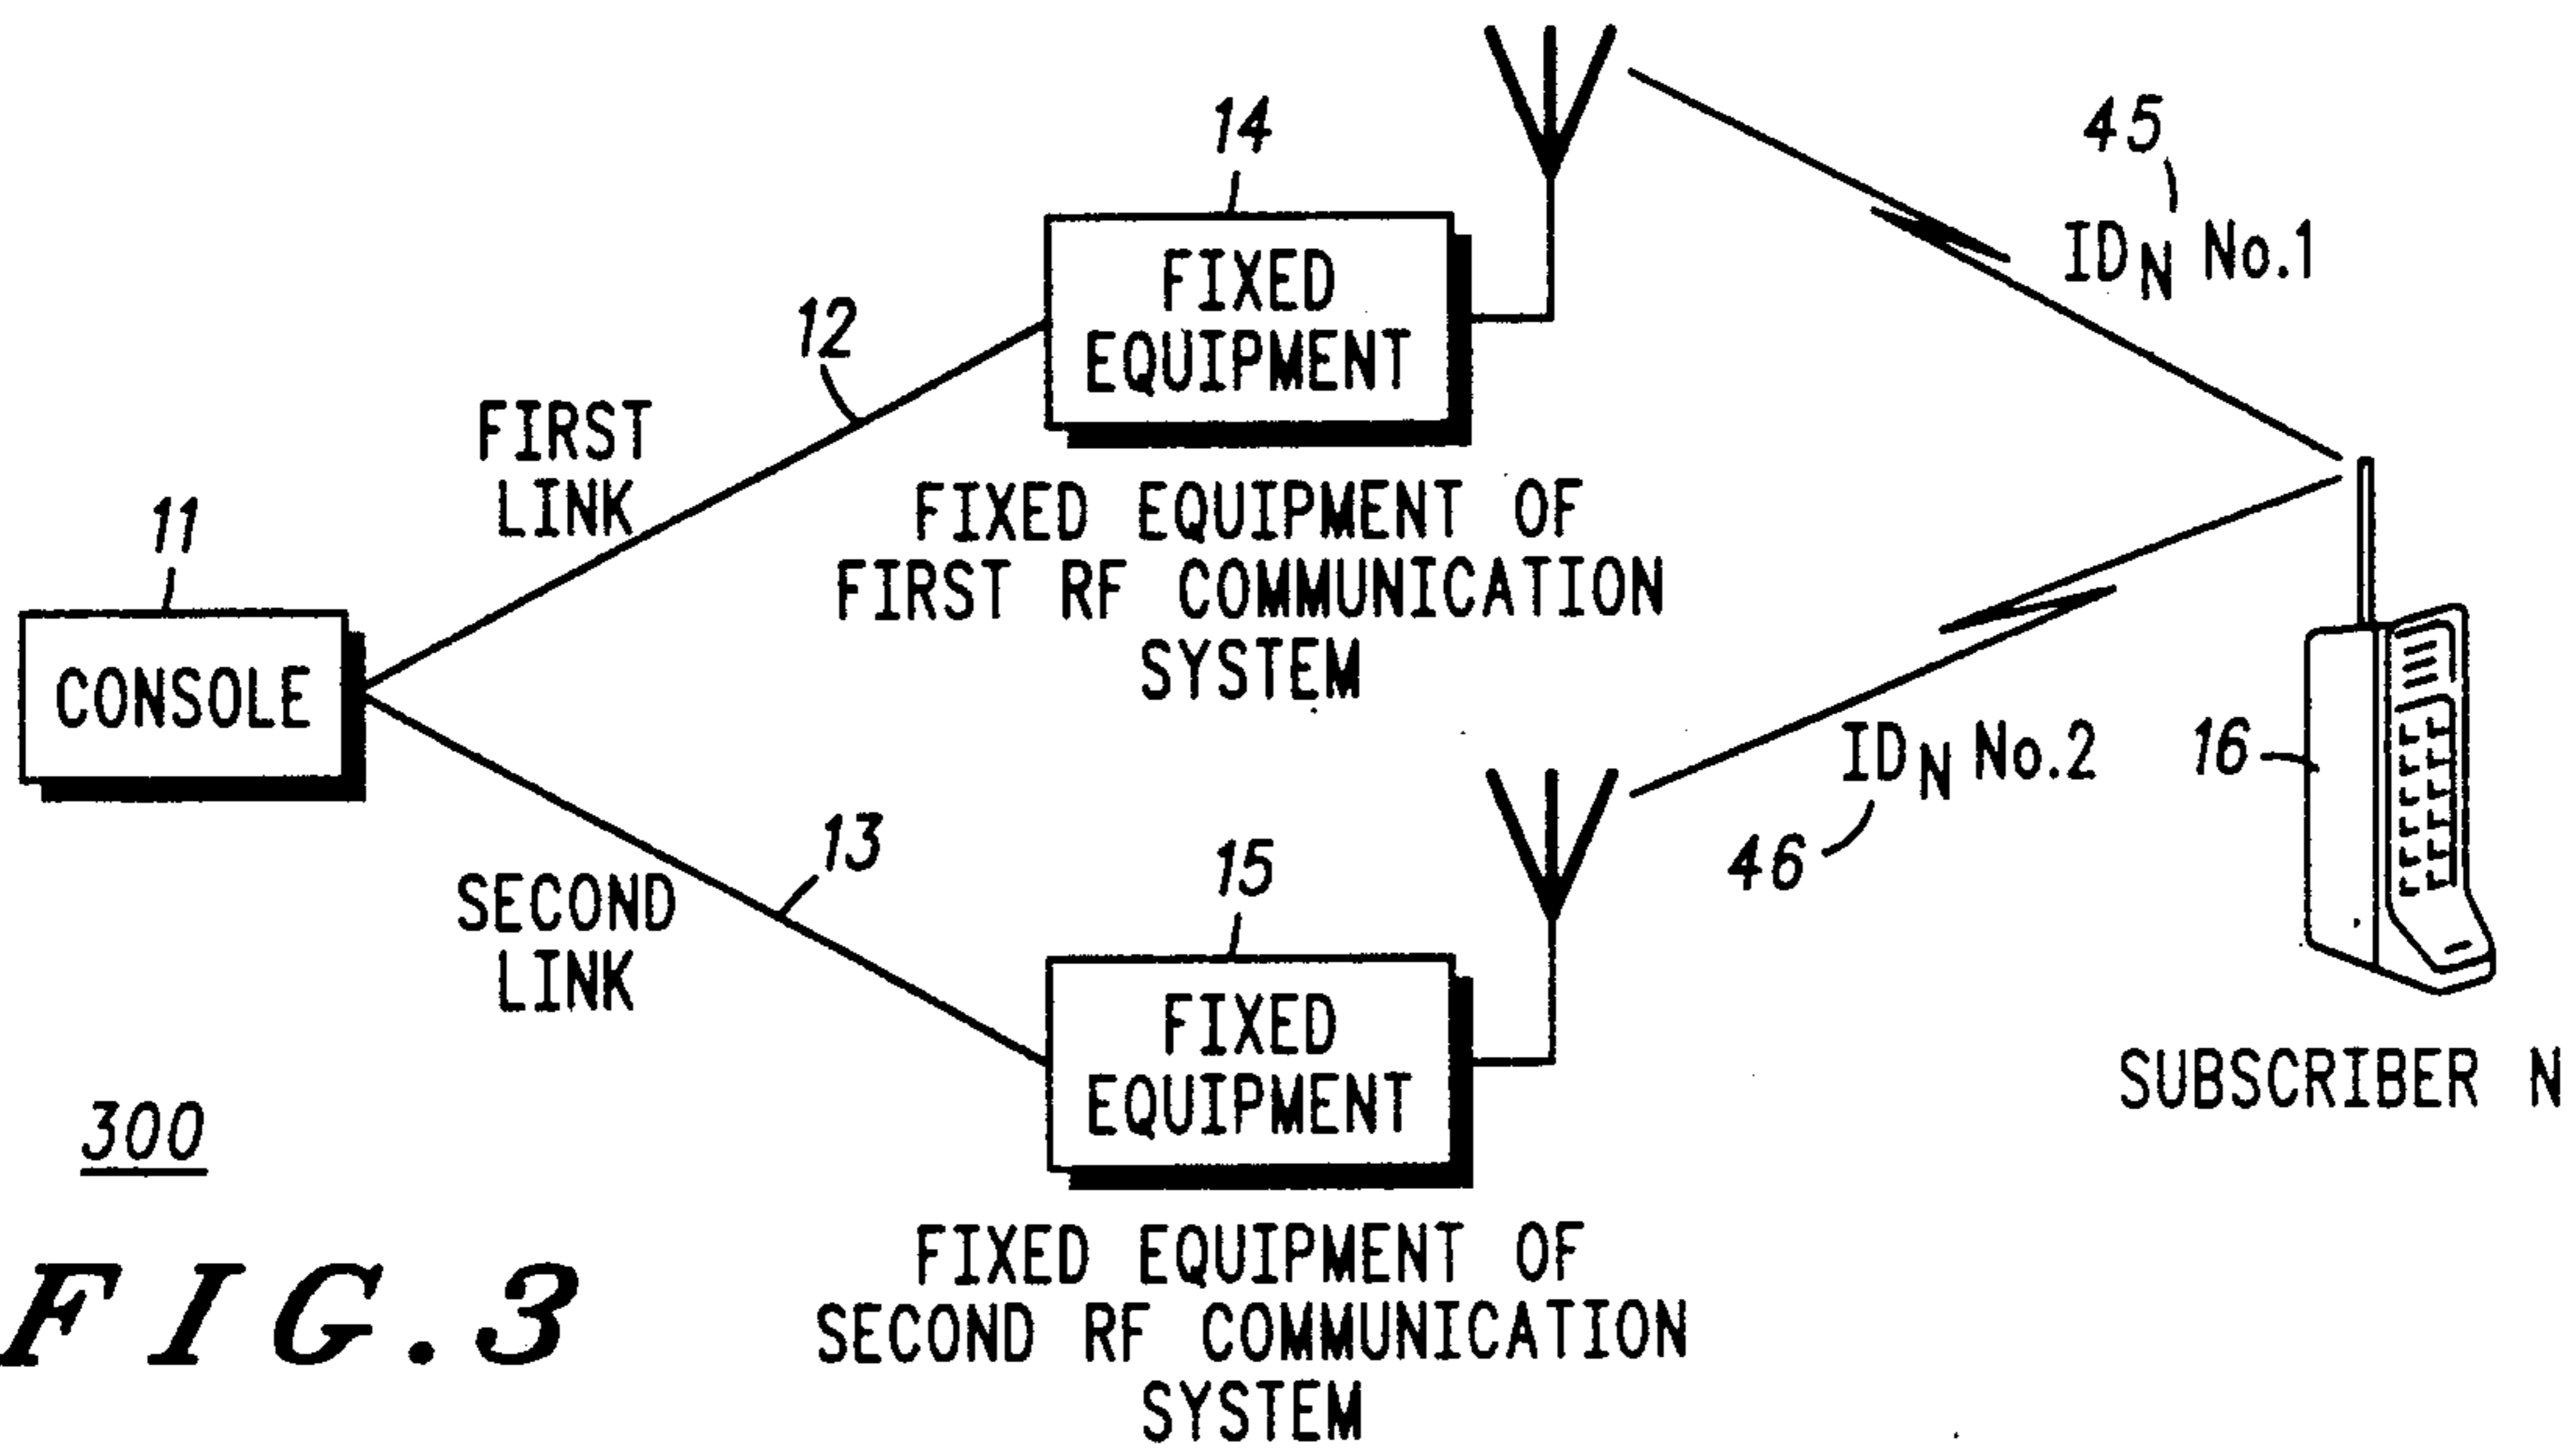 14
45
ID_N No.1
FIXED
EQUIPMENT
12
FIRST
LINK
FIXED EQUIPMENT OF
FIRST RF COMMUNICATION
SYSTEM
11
CONSOLE
ID_N No.2
16
46
13
SECOND
LINK
15
FIXED
EQUIPMENT
SUBSCRIBER N
300
FIXED EQUIPMENT OF
SECOND RF COMMUNICATION
SYSTEM
FIG.3